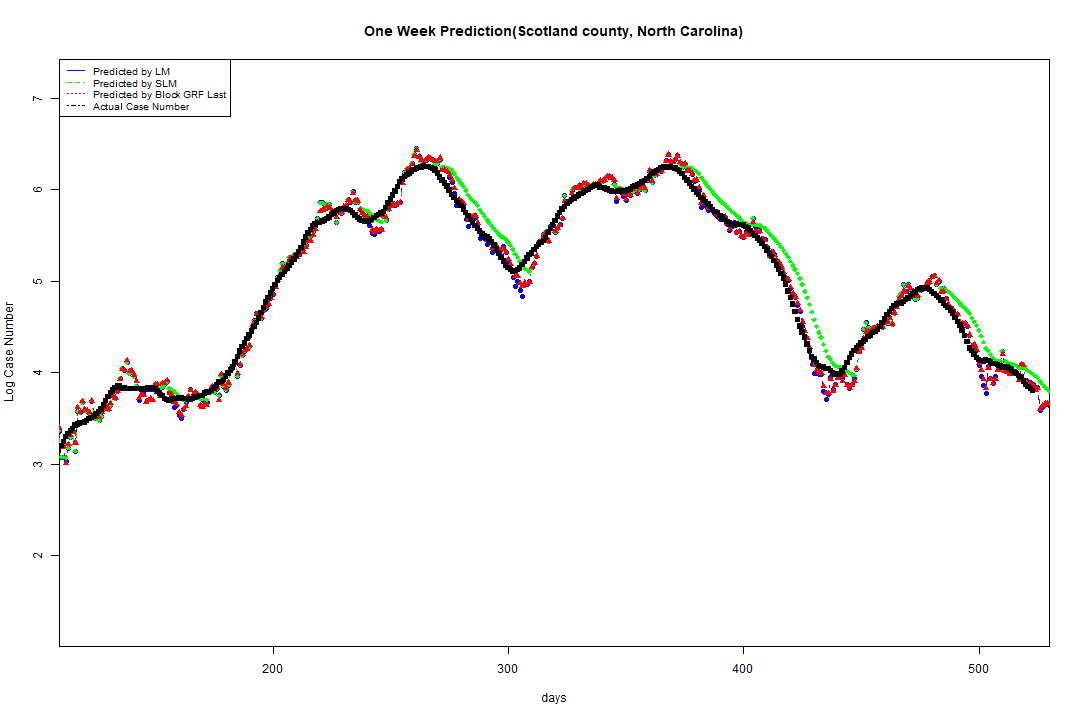 One Week Prediction(Scotland county, North Carolina)
Predicted by LM
Predicted by SLM
Predicted by Block GRF Last
Actual Case Number
7
6
5
4
3
2
Log Case Number
200 300 400 500
days